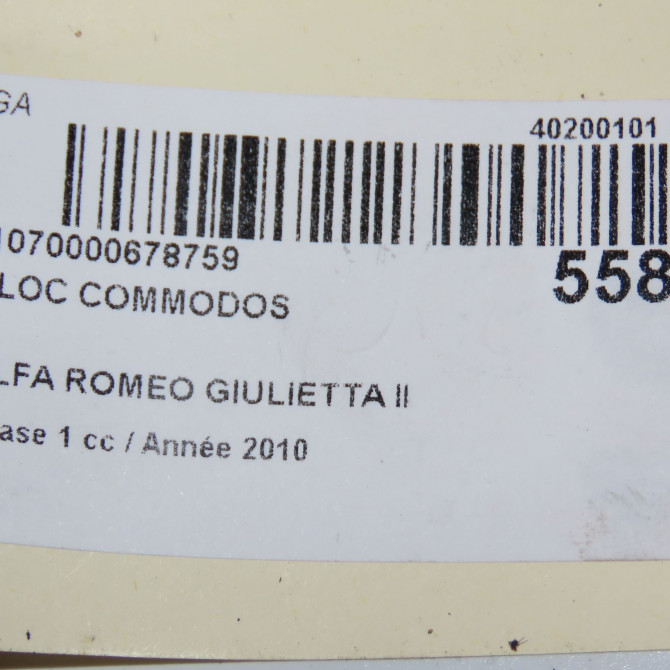 GA
40200101
1070000678759
558
LOC COMMODOS
LFA ROMEO GIULiETTA II
ase 1 cc / Année 2010